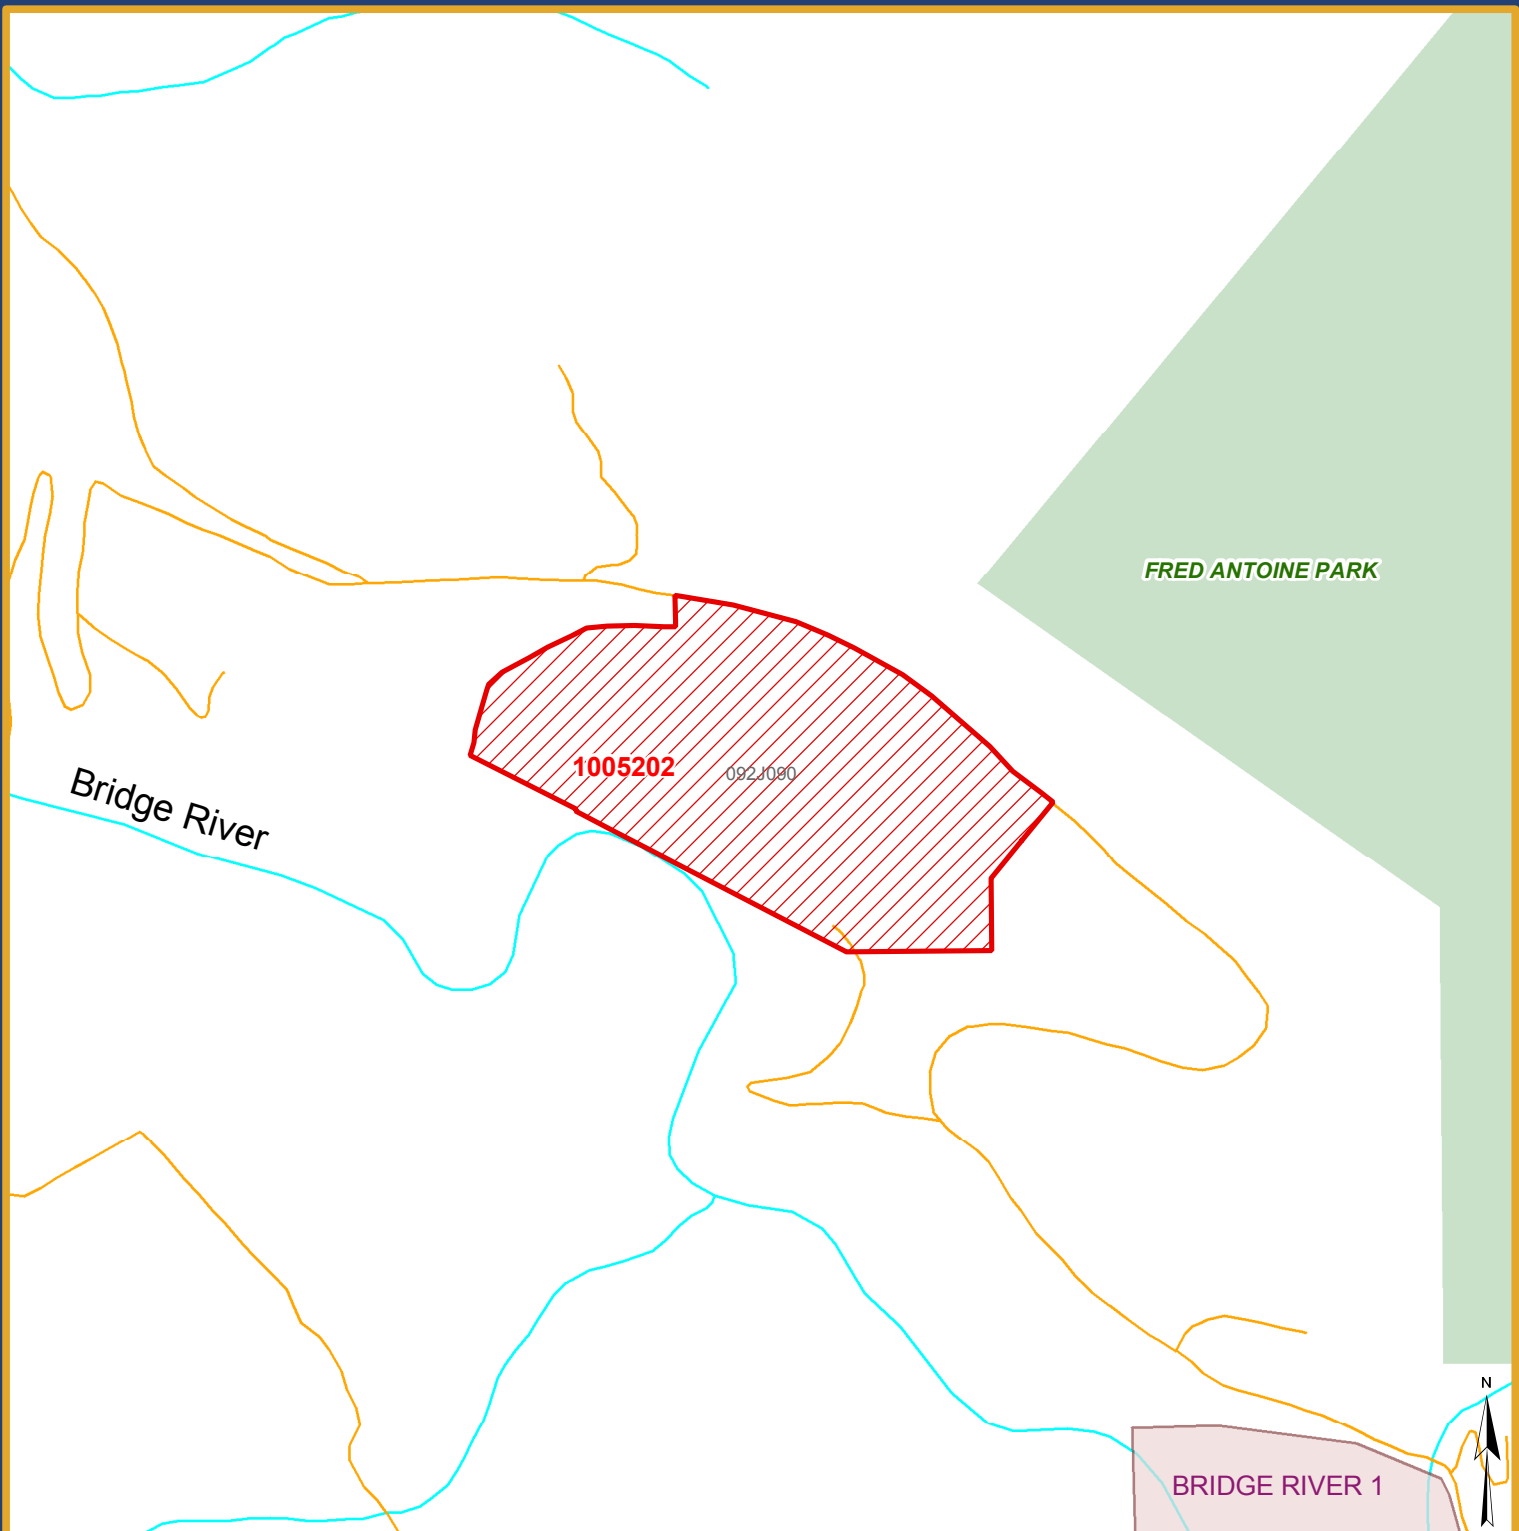 FRED ANTOINE PARK
1005202
092J090
Bridge River
N
BRIDGE RIVER 1